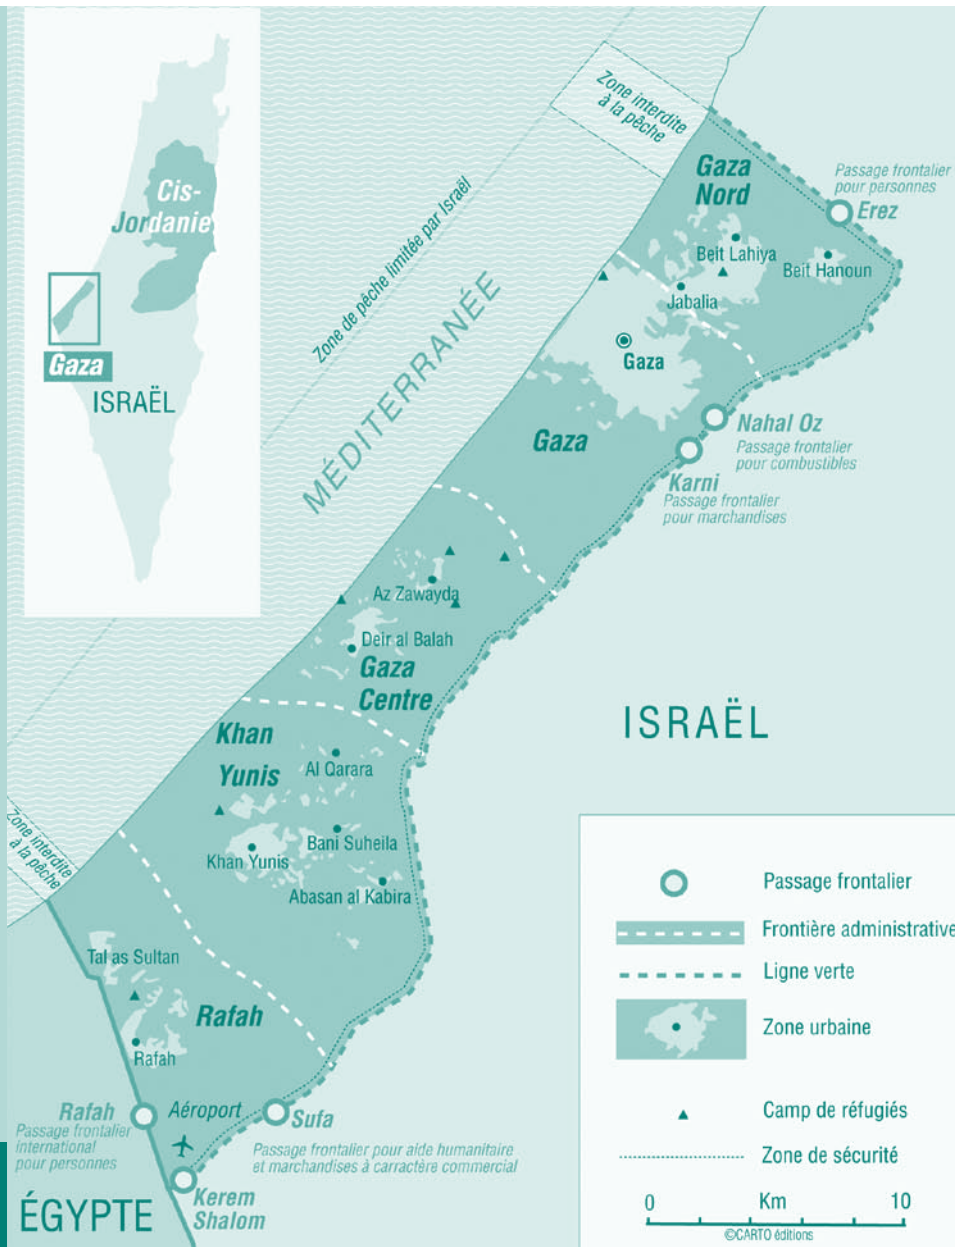 Cis-
Jordanie
Gaza
ISRAËL
Zone interdite
à la pêche
Zone de pêche limitée par Israël
MÉDITERRANÉE
Gaza
Nord
Passage frontalier
pour personnes
Erez
Beit Lahiya
Beit Hanoun
Jabalia
Gaza
Gaza
Nahal Oz
Passage frontalier
pour combustibles
Karni
Passage frontalier
pour marchandises
Az Zawayda
Deir al Balah
Gaza
Centre
ISRAËL
Khan
Yunis
Al Qarara
Bani Suheila
Khan Yunis
Abasan al Kabira
Zone interdite
à la pêche
Tal as Sultan
Rafah
Rafah
Rafah
Passage frontalier
international
pour personnes
Aéroport
Sufa
Passage frontalier pour aide humanitaire
et marchandises à carractère commercial
Kerem
Shalom
ÉGYPTE
Passage frontalier
Frontière administrative
Ligne verte
Zone urbaine
Camp de réfugiés
Zone de sécurité
0 Km 10
©CARTO éditions